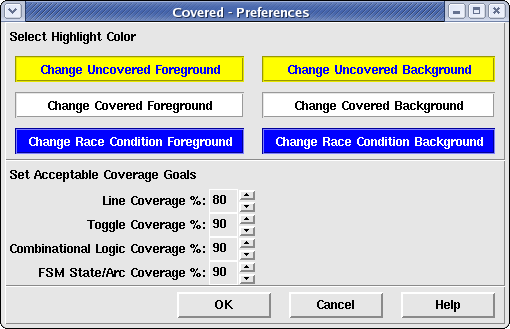 Covered - Preferences
Select Highlight Color
Change Uncovered Foreground Change Uncovered Background
Change Covered Foreground Change Covered Background
Change Race Condition Foreground Change Race Condition Background
Set Acceptable Coverage Goals
Line Coverage %: 80
Toggle Coverage %: 90
Combinational Logic Coverage %: 90
FSM State/Arc Coverage %: 90
OK Cancel Help